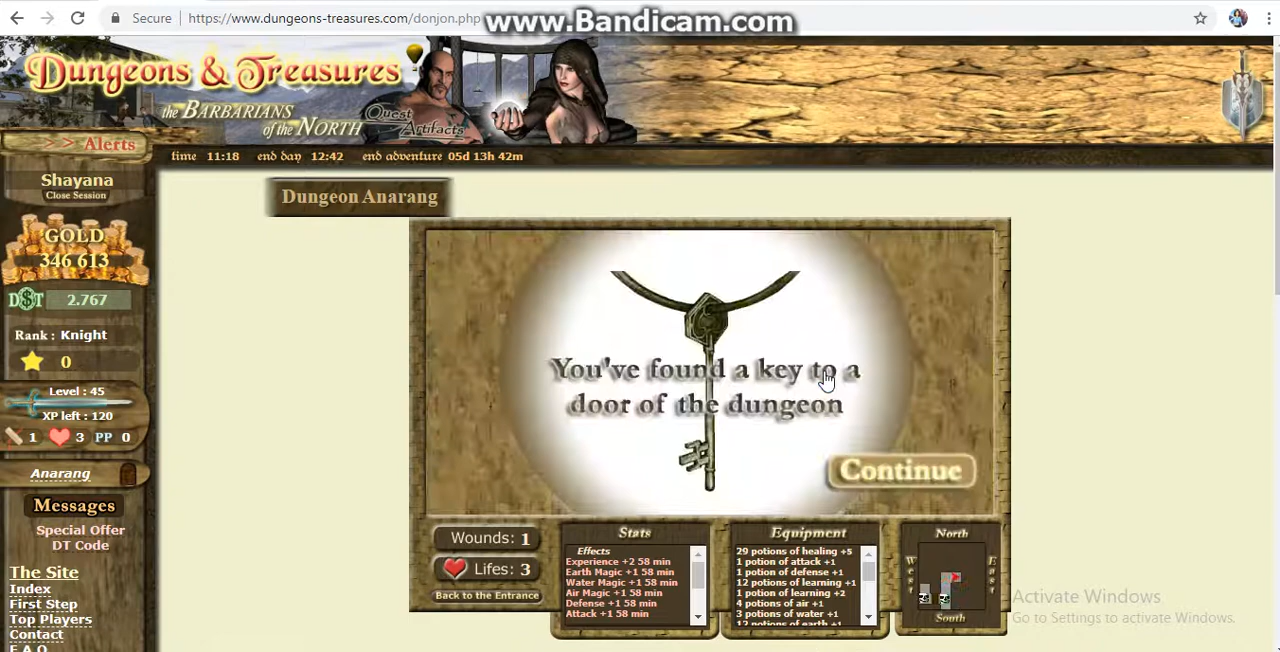 Secure
https://www.dungeons-treasures.com/donjon.php
www.Bandicam.com
Dungeons & Treasures
the BARBARIANS
of the NORTH
Quest
Artifacts
> > Alerts
time 11:18 end day 12:42 end adventure 05d 13h 42m
Shayana
Close Session
Dungeon Anarang
GOLD
346 613
D$T 2.767
Rank : Knight
0
Level : 45
XP left : 120
1 3 PP 0
Anarang
Messages
Special Offer
DT Code
The Site
Index
First Step
Top Players
Contact
F.A.Q
You've found a key to a
door of the dungeon
Continue
Wounds: 1
Lifes: 3
Back to the Entrance
Stats
Effects
Experience +2 58 min
Earth Magic +1 58 min
Water Magic +1 58 min
Air Magic +1 58 min
Defense +1 58 min
Attack +1 58 min
Equipment
29 potions of healing +5
1 potion of attack +1
1 potion of defense +1
12 potions of learning +1
1 potion of learning +2
4 potions of air +1
3 potions of water +1
12 potions of earth +1
North
West
East
South
Activate Windows
Go to Settings to activate Windows.